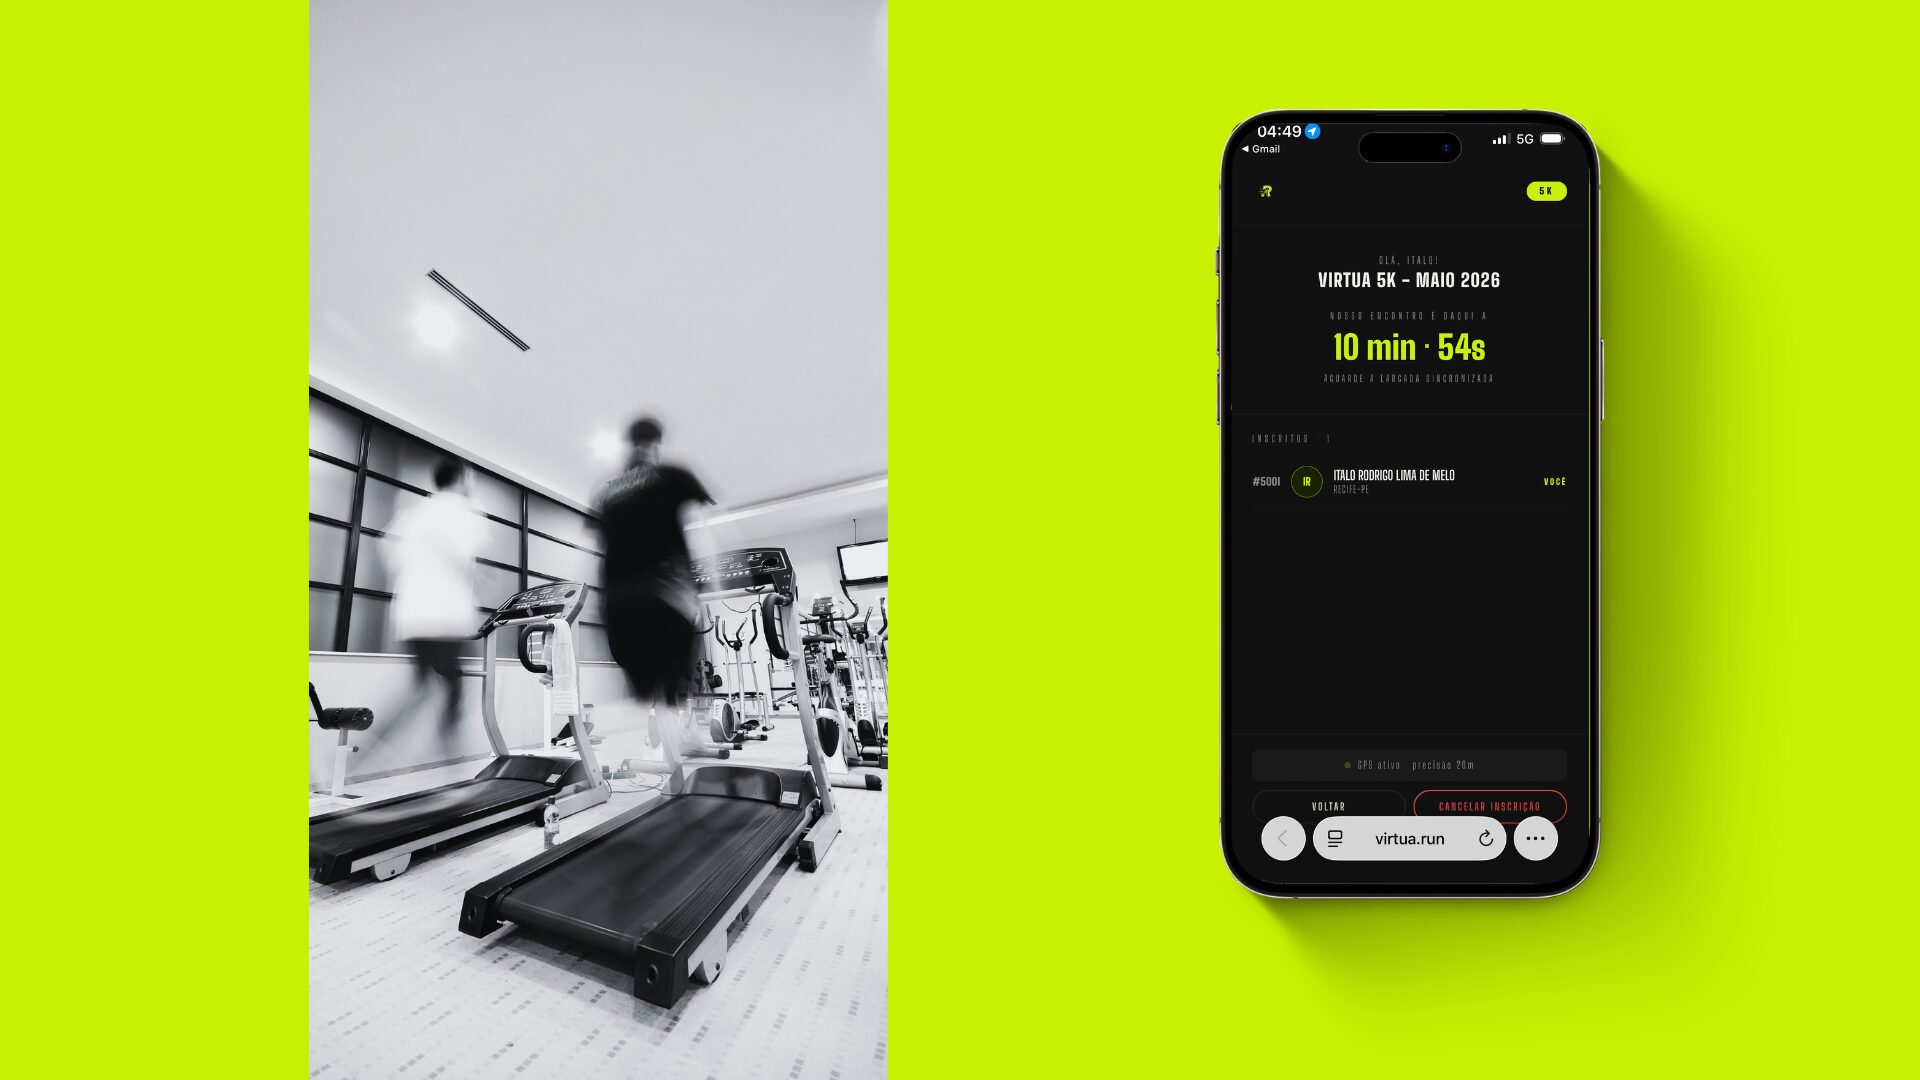 04:49
◀ Gmail
5G
5K
OLÁ, ITALO!
VIRTUA 5K - MAIO 2026
NOSSO ENCONTRO É DAQUI A
10 min · 54s
AGUARDE A LARGADA SINCRONIZADA
INSCRITOS · 1
#5001
IR
ITALO RODRIGO LIMA DE MELO
RECIFE-PE
VOCÊ
GPS ativo · precisão 20m
VOLTAR
CANCELAR INSCRIÇÃO
virtua.run